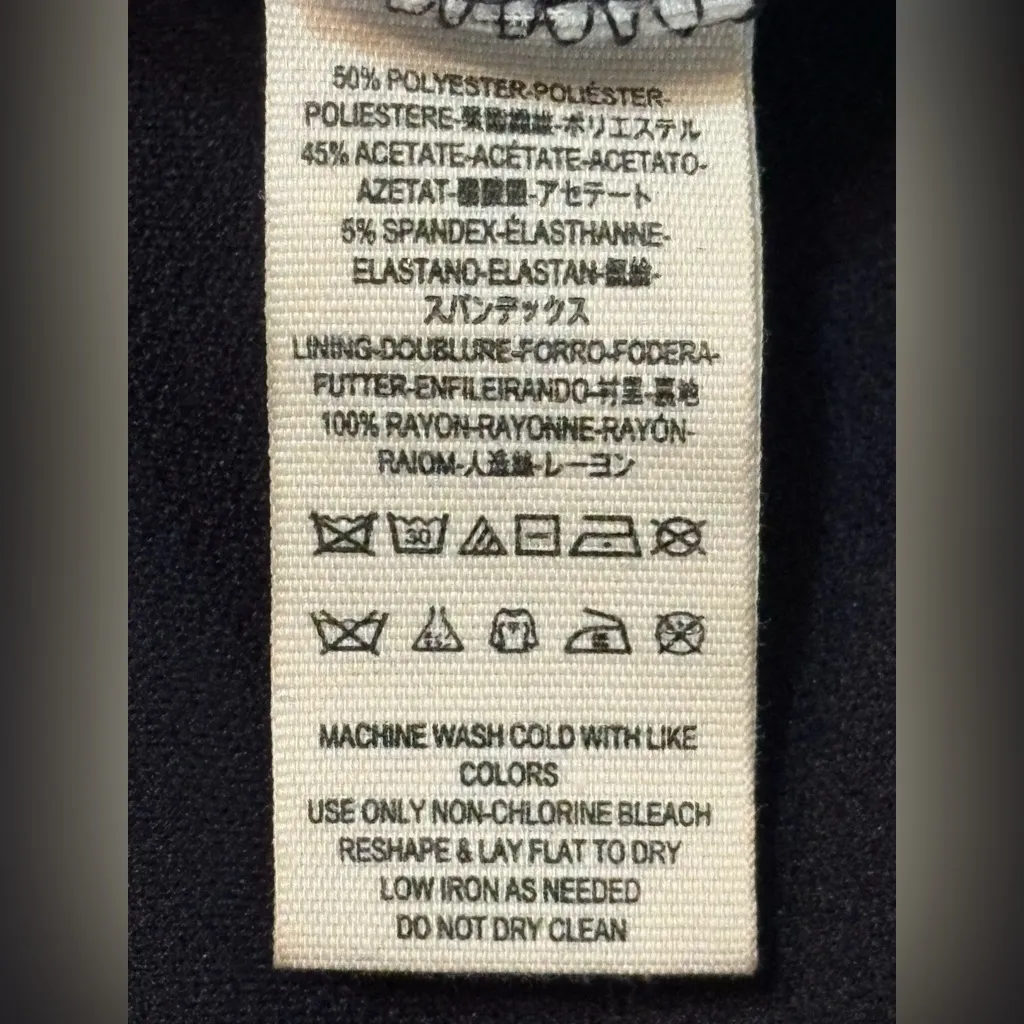 50% POLYESTER-POLIÉSTER-
POLIESTERE-聚酯纖維-ポリエステル
45% ACETATE-ACÉTATE-ACETATO-
AZETAT-醋酸鹽-アセテート
5% SPANDEX-ÉLASTHANNE-
ELASTANO-ELASTAN-氨綸-
スパンデックス
LINING-DOUBLURE-FORRO-FODERA-
FUTTER-ENFILEIRANDO-村里-裏地
100% RAYON-RAYONNE-RAYÓN-
RAIOM-人造絲-レーヨン
30
MACHINE WASH COLD WITH LIKE
COLORS
USE ONLY NON-CHLORINE BLEACH
RESHAPE & LAY FLAT TO DRY
LOW IRON AS NEEDED
DO NOT DRY CLEAN